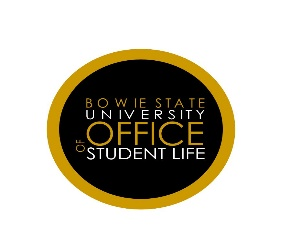 BOWIE STATE
UNIVERSITY
OFFICE
OF STUDENT LIFE